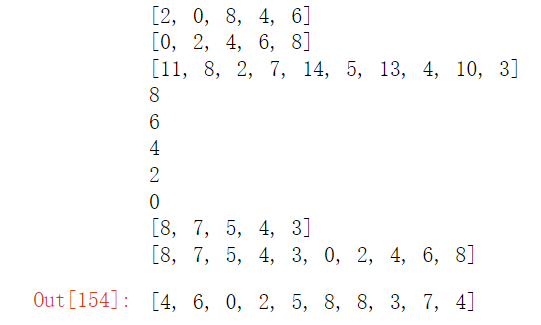 [2, 0, 8, 4, 6]
[0, 2, 4, 6, 8]
[11, 8, 2, 7, 14, 5, 13, 4, 10, 3]
8
6
4
2
0
[8, 7, 5, 4, 3]
[8, 7, 5, 4, 3, 0, 2, 4, 6, 8]
Out[154]: [4, 6, 0, 2, 5, 8, 8, 3, 7, 4]